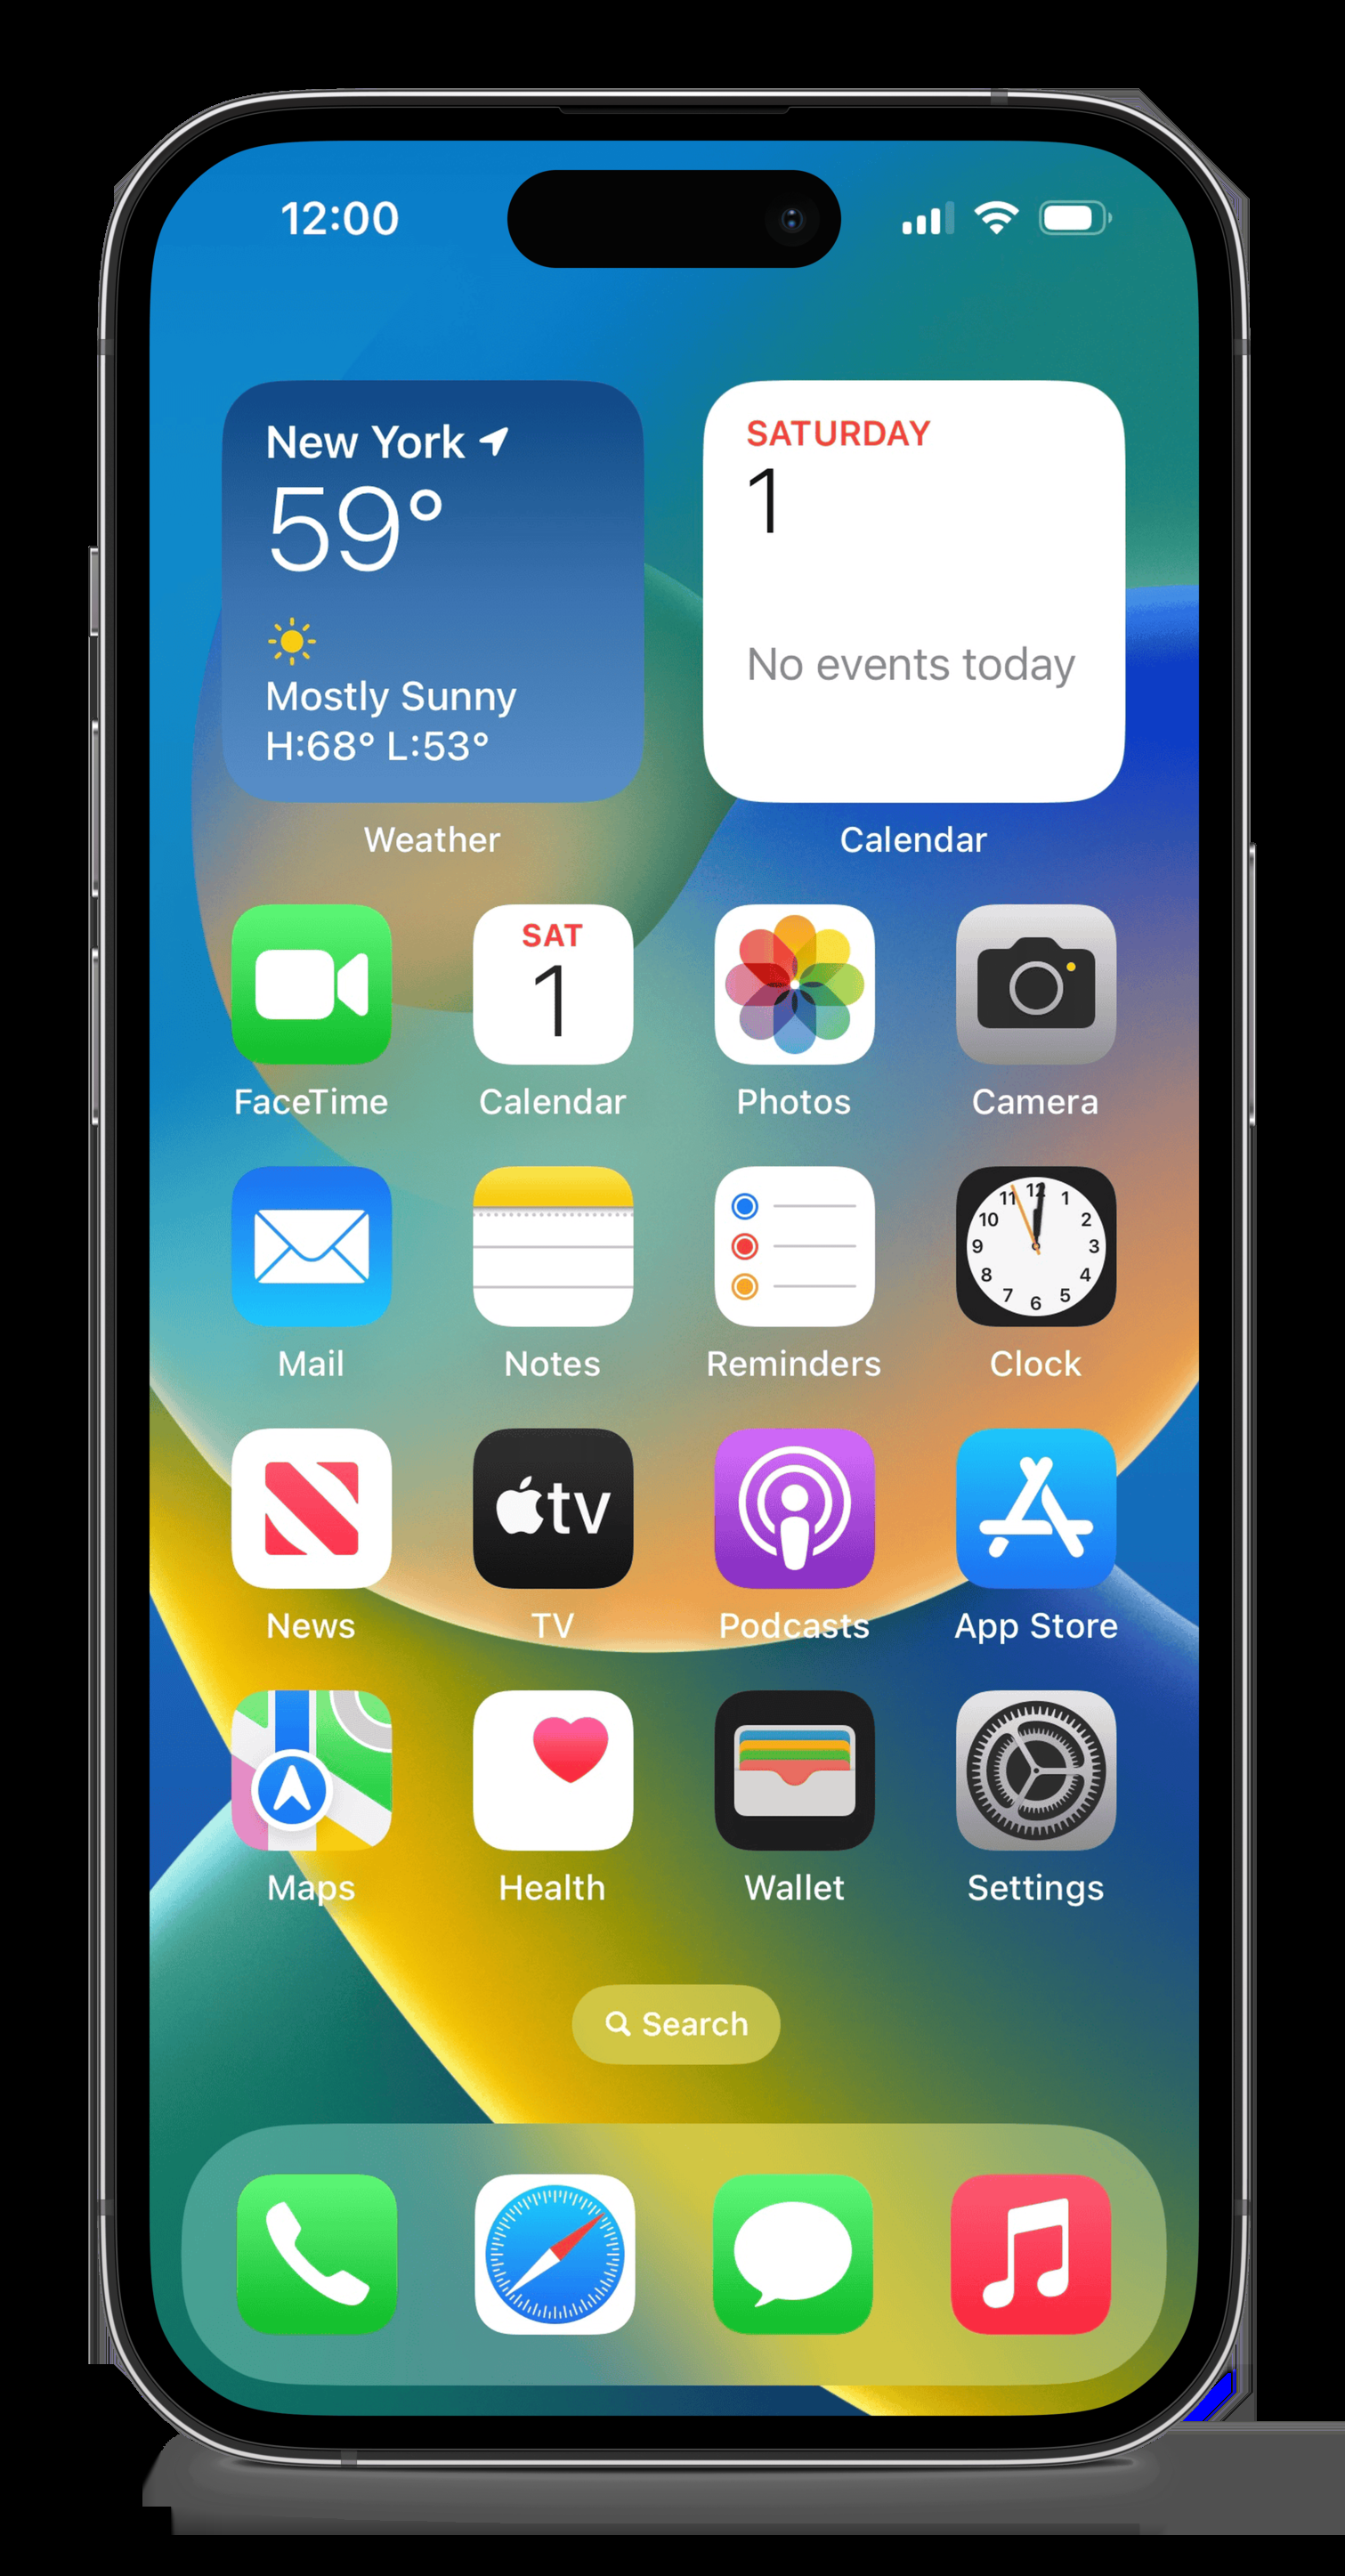 12:00
New York
59°
Mostly Sunny
H:68° L:53°
Weather
SATURDAY
1
No events today
Calendar
FaceTime
SAT
1
Calendar
Photos
Camera
Mail
Notes
Reminders
12
1
2
3
4
5
6
7
8
9
10
11
Clock
News
tv
TV
Podcasts
App Store
Maps
Health
Wallet
Settings
Search